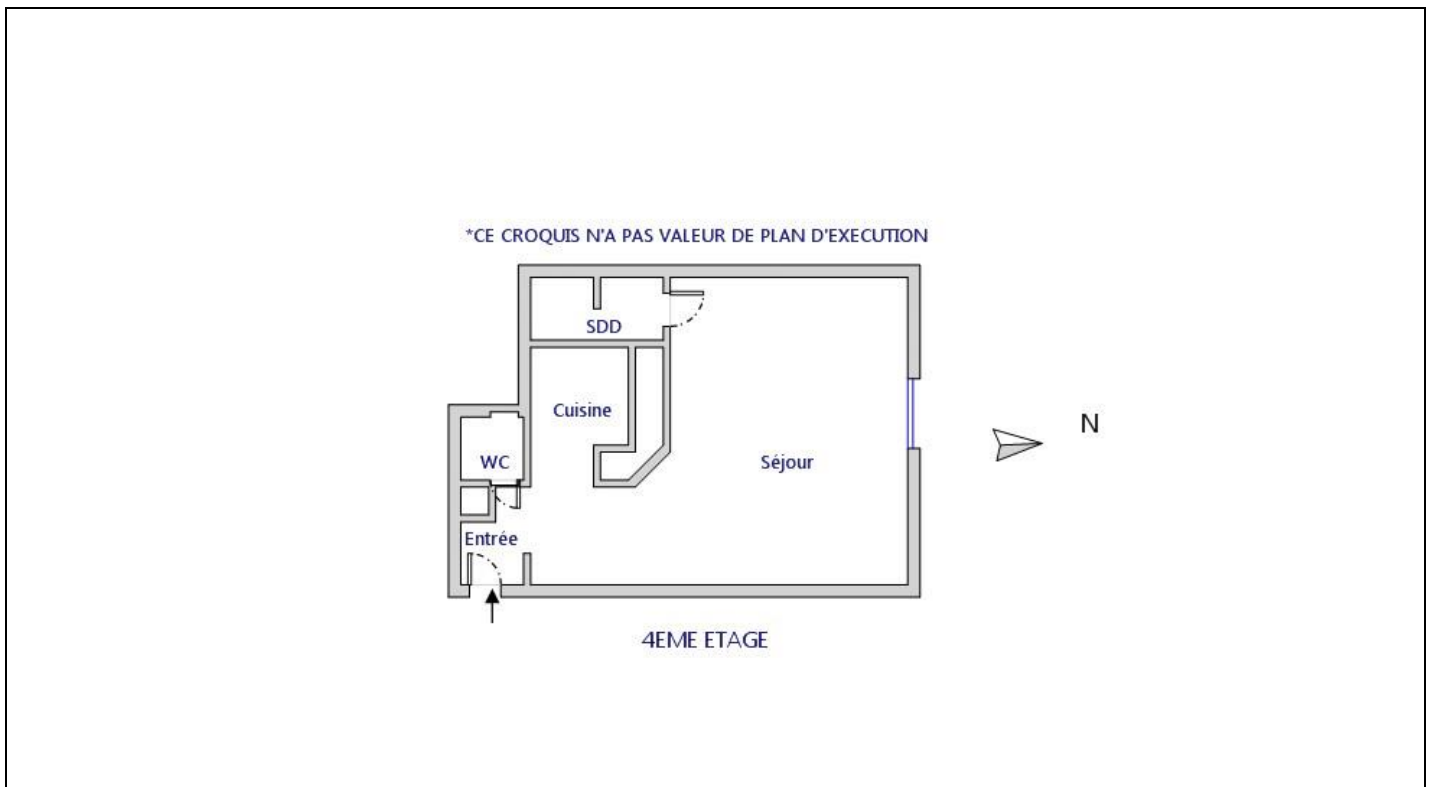 *CE CROQUIS N'A PAS VALEUR DE PLAN D'EXECUTION
SDD
Cuisine
N
WC
Séjour
Entrée
4EME ETAGE